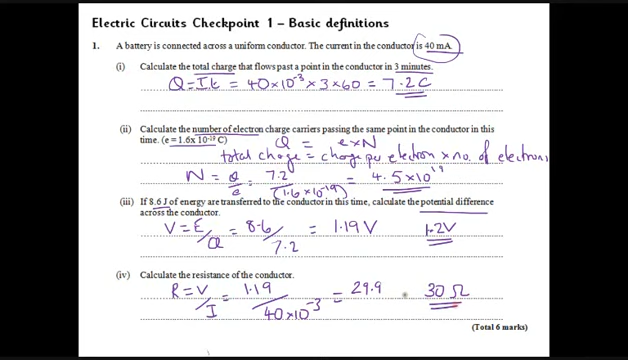 Electric Circuits Checkpoint 1 – Basic definitions
1. A battery is connected across a uniform conductor. The current in the conductor is 40 mA.
(i) Calculate the total charge that flows past a point in the conductor in 3 minutes.
Q = It = 40×10⁻³ × 3 × 60 = 7.2 C
(ii) Calculate the number of electron charge carriers passing the same point in the conductor in this
time. (e = 1.6x 10⁻¹⁹ C)
Q = e×N
total charge = charge per electron × no. of electrons
N = Q/e = 7.2/(1.6×10⁻¹⁹) = 4.5×10¹⁹
(iii) If 8.6 J of energy are transferred to the conductor in this time, calculate the potential difference
across the conductor.
V = E/Q = 8.6/7.2 = 1.19 V 1.2V
(iv) Calculate the resistance of the conductor.
R = V/I = 1.19/40×10⁻³ = 29.9 30 Ω
(Total 6 marks)